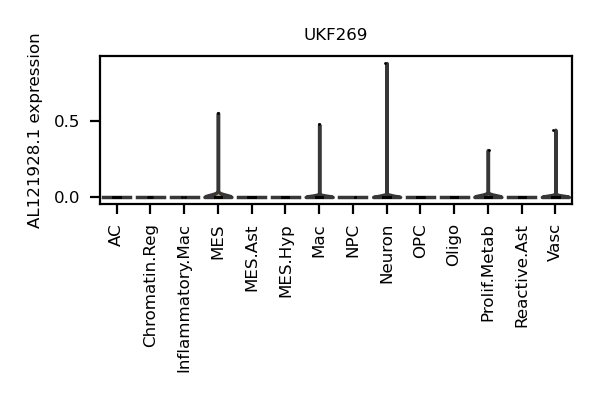 UKF269
AL121928.1 expression
0.5
0.0
AC
Chromatin.Reg
Inflammatory.Mac
MES
MES.Ast
MES.Hyp
Mac
NPC
Neuron
OPC
Oligo
Prolif.Metab
Reactive.Ast
Vasc